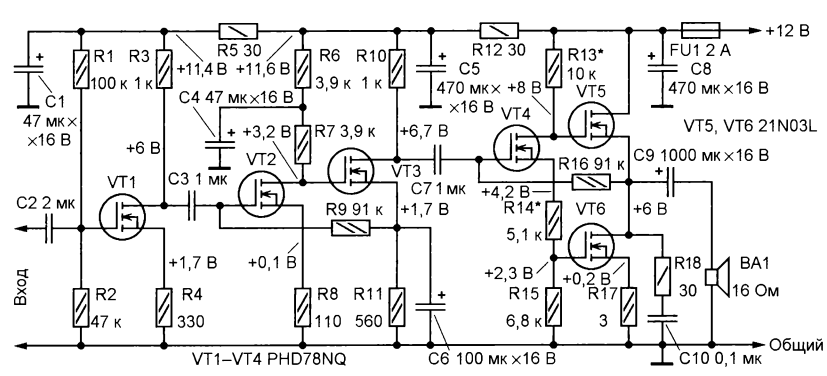 R1
100 к
R3
1к
R5 30
+11,4 В
+11,6 В
R6
3,9 к
R10
1 к
R12 30
R13*
10 к
FU1 2 А
+12 В
C1
47 мк ×
×16 В
C4 47 мк ×16 В
C5
470 мк×
×16 В
C8
470 мк ×16 В
+8 В
VT5
VT4
VT5, VT6 21N03L
+3,2 В
R7 3,9 к
+6,7 В
+6 В
VT1
C3 1 мк
VT2
VT3
C7 1мк
R16 91 к
C9 1000 мк ×16 В
C2 2 мк
R9 91 к
+4,2 В
R14*
5,1 к
VT6
+6 В
+1,7 В
+1,7 В
+0,1 В
+2,3 В
+0,2 В
R18
30
BA1
16 Ом
Вход
R2
47 к
R4
330
R8
110
R11
560
R15
6,8 к
R17
3
Общий
VT1–VT4 PHD78NQ
C6 100 мк ×16 В
C10 0,1 мк